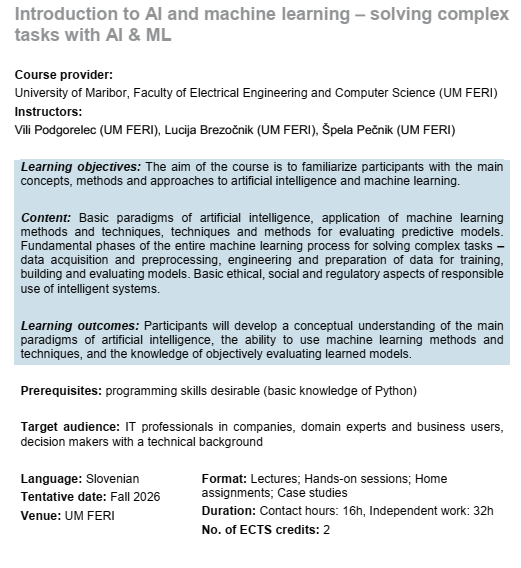 Introduction to AI and machine learning – solving complex
tasks with AI & ML
Course provider:
University of Maribor, Faculty of Electrical Engineering and Computer Science (UM FERI)
Instructors:
Vili Podgorelec (UM FERI), Lucija Brezočnik (UM FERI), Špela Pečnik (UM FERI)
Learning objectives: The aim of the course is to familiarize participants with the main
concepts, methods and approaches to artificial intelligence and machine learning.
Content: Basic paradigms of artificial intelligence, application of machine learning
methods and techniques, techniques and methods for evaluating predictive models.
Fundamental phases of the entire machine learning process for solving complex tasks –
data acquisition and preprocessing, engineering and preparation of data for training,
building and evaluating models. Basic ethical, social and regulatory aspects of responsible
use of intelligent systems.
Learning outcomes: Participants will develop a conceptual understanding of the main
paradigms of artificial intelligence, the ability to use machine learning methods and
techniques, and the knowledge of objectively evaluating learned models.
Prerequisites: programming skills desirable (basic knowledge of Python)
Target audience: IT professionals in companies, domain experts and business users,
decision makers with a technical background
Language: Slovenian
Tentative date: Fall 2026
Venue: UM FERI
Format: Lectures; Hands-on sessions; Home
assignments; Case studies
Duration: Contact hours: 16h, Independent work: 32h
No. of ECTS credits: 2